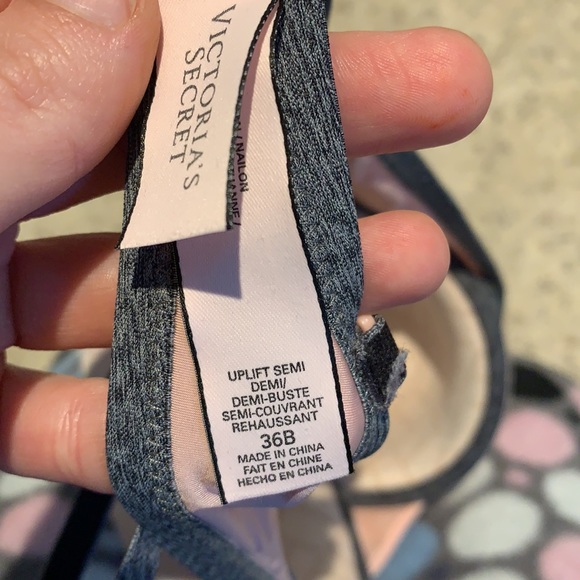 VICTORIA'S
SECRET
/ NAILON
UPLIFT SEMI
DEMI/
DEMI-BUSTE
SEMI-COUVRANT
REHAUSSANT
36B
MADE IN CHINA
FAIT EN CHINE
HECHO EN CHINA